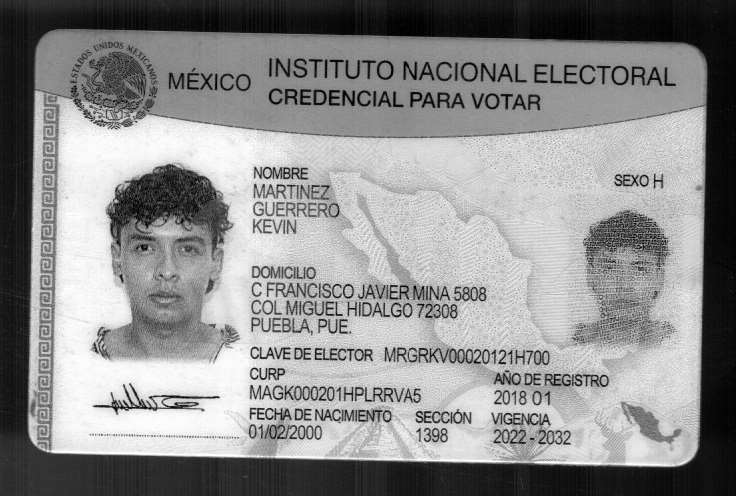 ESTADOS UNIDOS MEXICANOS
MÉXICO
INSTITUTO NACIONAL ELECTORAL
CREDENCIAL PARA VOTAR
NOMBRE
MARTINEZ
GUERRERO
KEVIN
SEXO H
DOMICILIO
C FRANCISCO JAVIER MINA 5808
COL MIGUEL HIDALGO 72308
PUEBLA, PUE.
CLAVE DE ELECTOR MRGRKV00020121H700
CURP
MAGK000201HPLRRVA5
AÑO DE REGISTRO
2018 01
FECHA DE NACIMIENTO
01/02/2000
SECCIÓN
1398
VIGENCIA
2022 - 2032